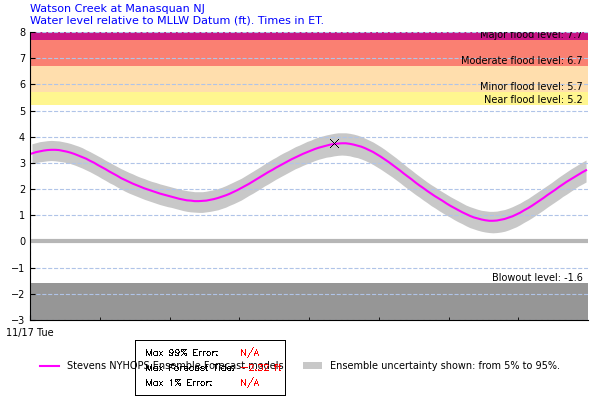 Watson Creek at Manasquan NJ
Water level relative to MLLW Datum (ft). Times in ET.
8
Major flood level: 7.7
7
Moderate flood level: 6.7
6
Minor flood level: 5.7
Near flood level: 5.2
5
4
3
2
1
0
−1
Blowout level: -1.6
−2
−3
11/17 Tue
Max 99% Error: N/A
Stevens NYHOPS Ensemble Forecast models
Ensemble uncertainty shown: from 5% to 95%.
Max Forecast Tide:
Max 1% Error: N/A